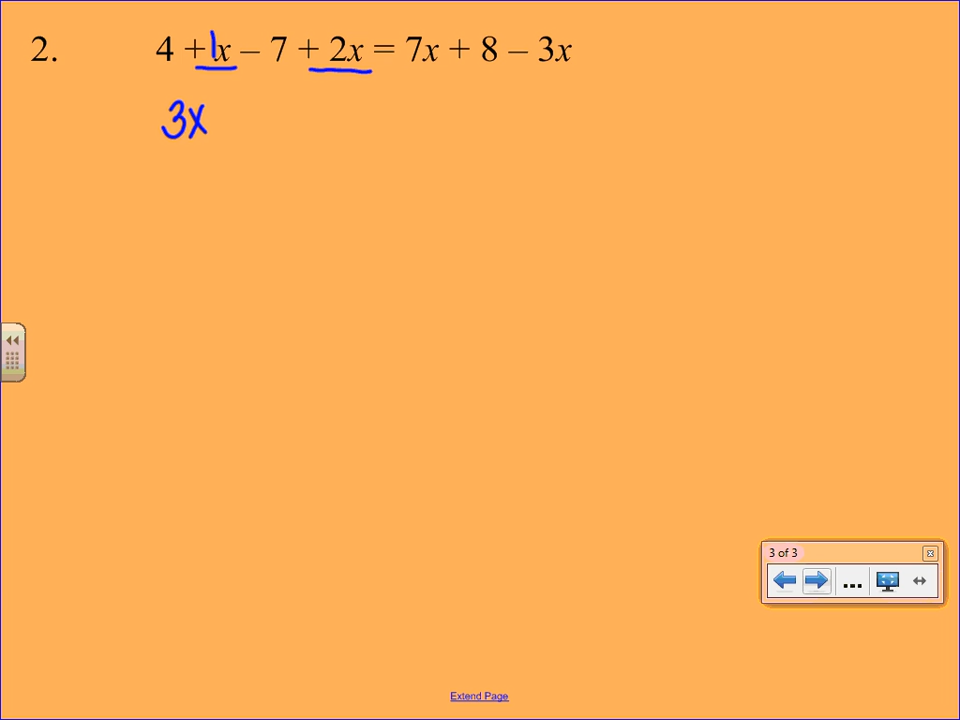 2. 4 + 1x – 7 + 2x = 7x + 8 – 3x
3x
3 of 3
...
Extend Page